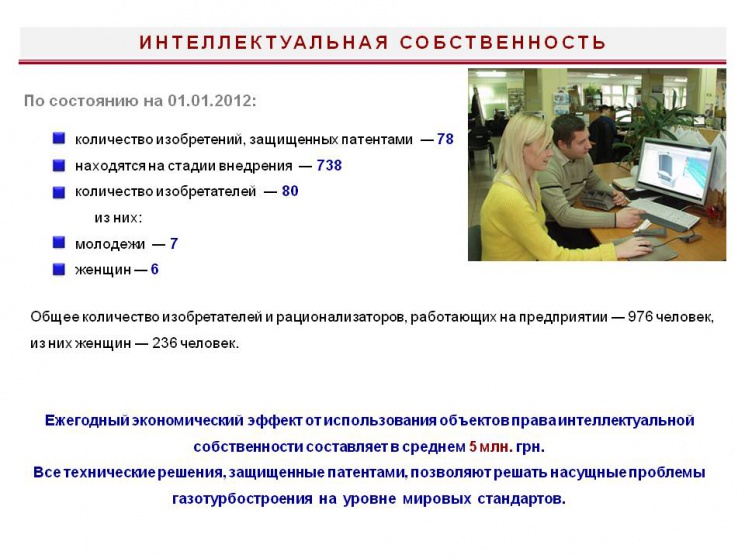 ИНТЕЛЛЕКТУАЛЬНАЯ СОБСТВЕННОСТЬ
По состоянию на 01.01.2012:
количество изобретений, защищенных патентами — 78
находятся на стадии внедрения — 738
количество изобретателей — 80
из них:
молодежи — 7
женщин — 6
Общее количество изобретателей и рационализаторов, работающих на предприятии — 976 человек,
из них женщин — 236 человек.
Ежегодный экономический эффект от использования объектов права интеллектуальной
собственности составляет в среднем 5 млн. грн.
Все технические решения, защищенные патентами, позволяют решать насущные проблемы
газотурбостроения на уровне мировых стандартов.